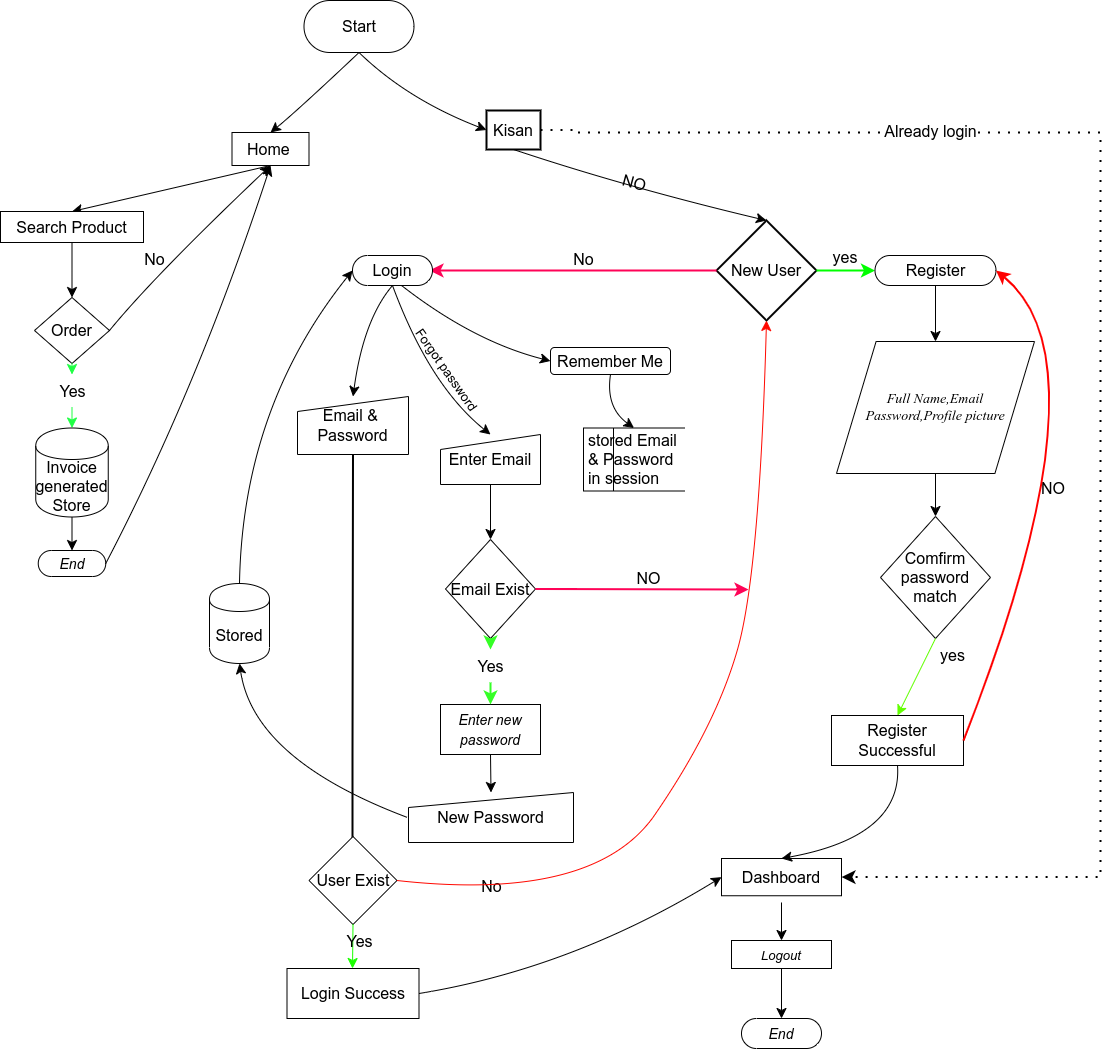 Start
Kisan
Already login
Home
NO
Search Product
No
No
yes
Login
New User
Register
Order
Forgot password
Remember Me
Yes
Full Name,Email
Password,Profile picture
Email &
Password
stored Email
& Password
in session
Enter Email
Invoice
generated
Store
NO
End
Comfirm
password
match
Email Exist
NO
Stored
yes
Yes
Enter new
password
Register
Successful
New Password
User Exist
No
Dashboard
Yes
Logout
Login Success
End